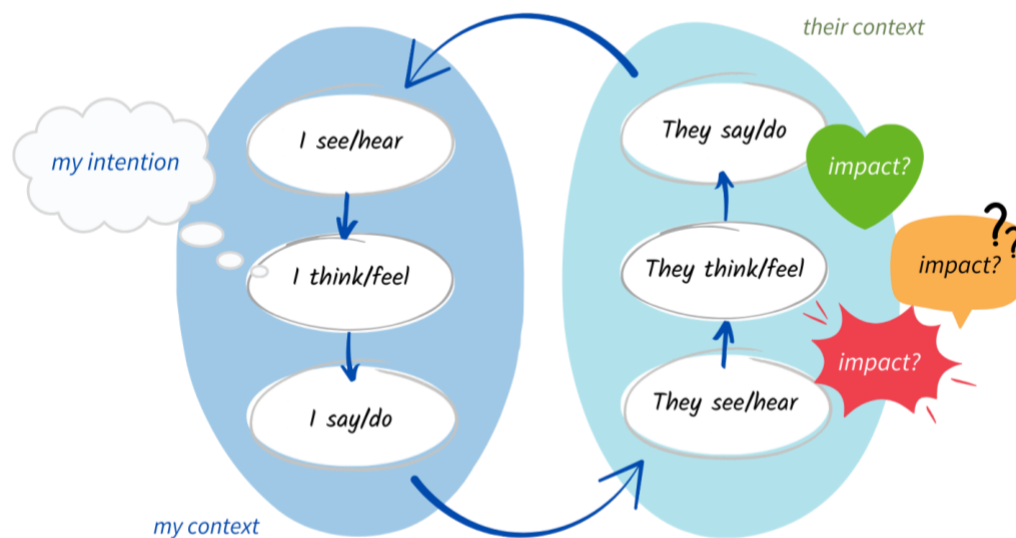 their context
I see/hear
They say/do
my intention
impact?
??
I think/feel
They think/feel
impact?
impact?
I say/do
They see/hear
my context